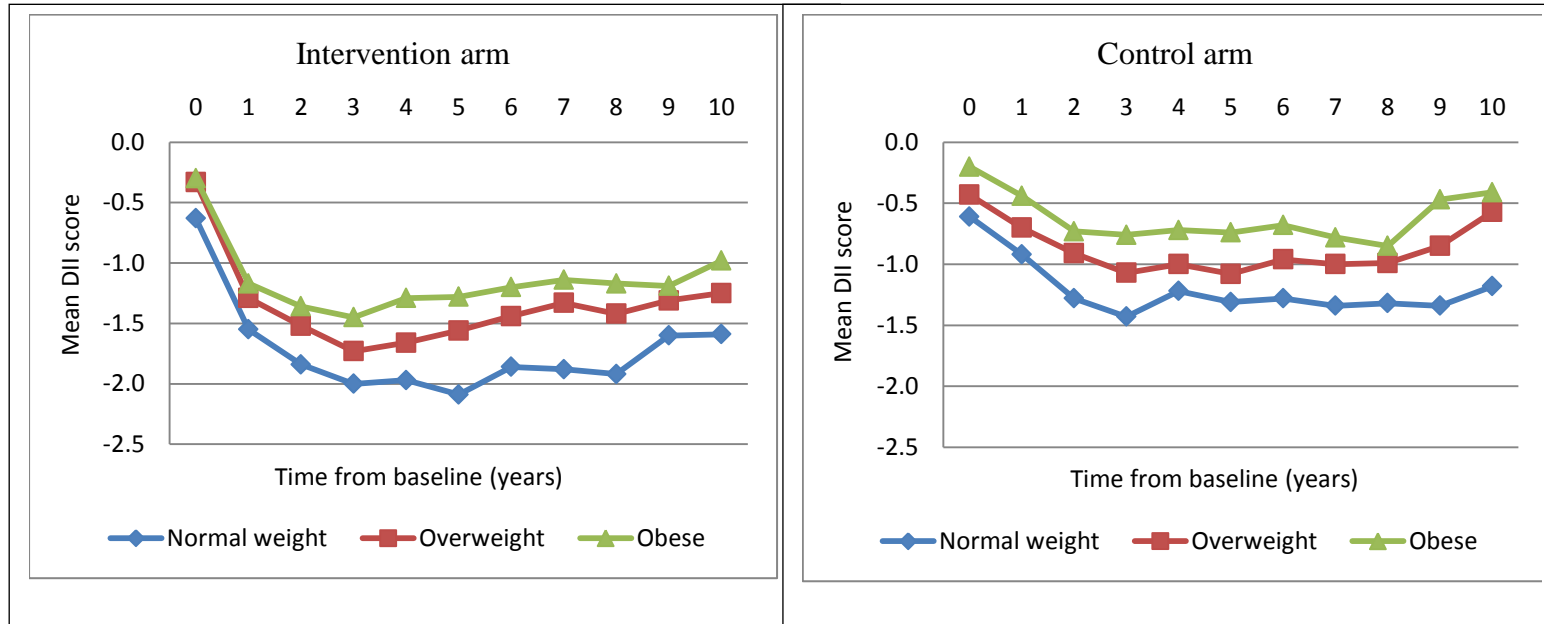 Intervention arm
0 1 2 3 4 5 6 7 8 9 10
0.0
-0.5
-1.0
-1.5
-2.0
-2.5
Mean DII score
Time from baseline (years)
Normal weight Overweight Obese
Control arm
0 1 2 3 4 5 6 7 8 9 10
0.0
-0.5
-1.0
-1.5
-2.0
-2.5
Mean DII score
Time from baseline (years)
Normal weight Overweight Obese